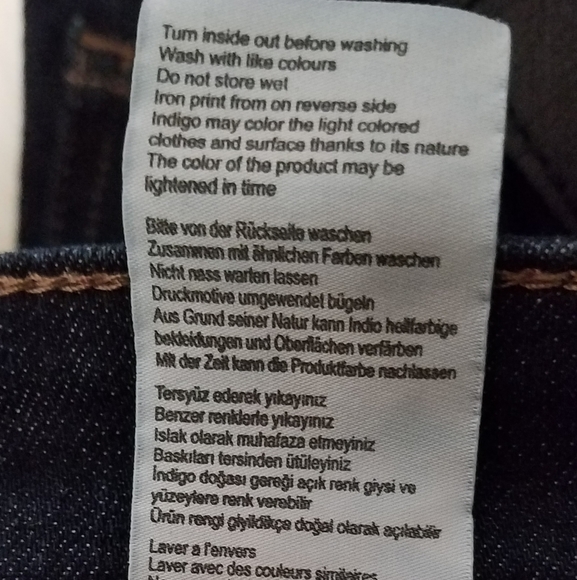 Turn inside out before washing
Wash with like colours
Do not store wet
Iron print from on reverse side
Indigo may color the light colored
clothes and surface thanks to its nature
The color of the product may be
lightened in time
Bitte von der Rückseite waschen
Zusammen mit ähnlichen Farben waschen
Nicht nass warten lassen
Druckmotive umgewendet bügeln
Aus Grund seiner Natur kann Indio hellfarbige
bekleidungen und Oberflächen verfärben
Mit der Zeit kann die Produktfarbe nachlassen
Tersyüz ederek yıkayınız
Benzer renklerle yıkayınız
Islak olarak muhafaza etmeyiniz
Baskıları tersinden ütüleyiniz
İndigo doğası gereği açık renk giysi ve
yüzeylere renk verebilir
Ürün rengi giyildikçe doğal olarak açılabilir
Laver a l'envers
Laver avec des couleurs similaires